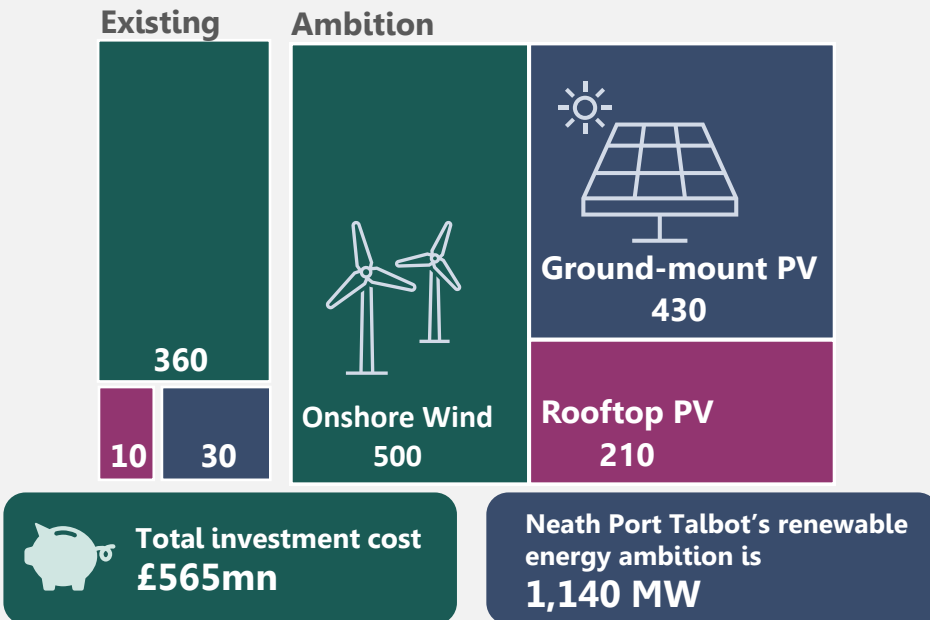 Existing
Ambition
360
10
30
Onshore Wind
500
Ground-mount PV
430
Rooftop PV
210
Total investment cost
£565mn
Neath Port Talbot’s renewable
energy ambition is
1,140 MW